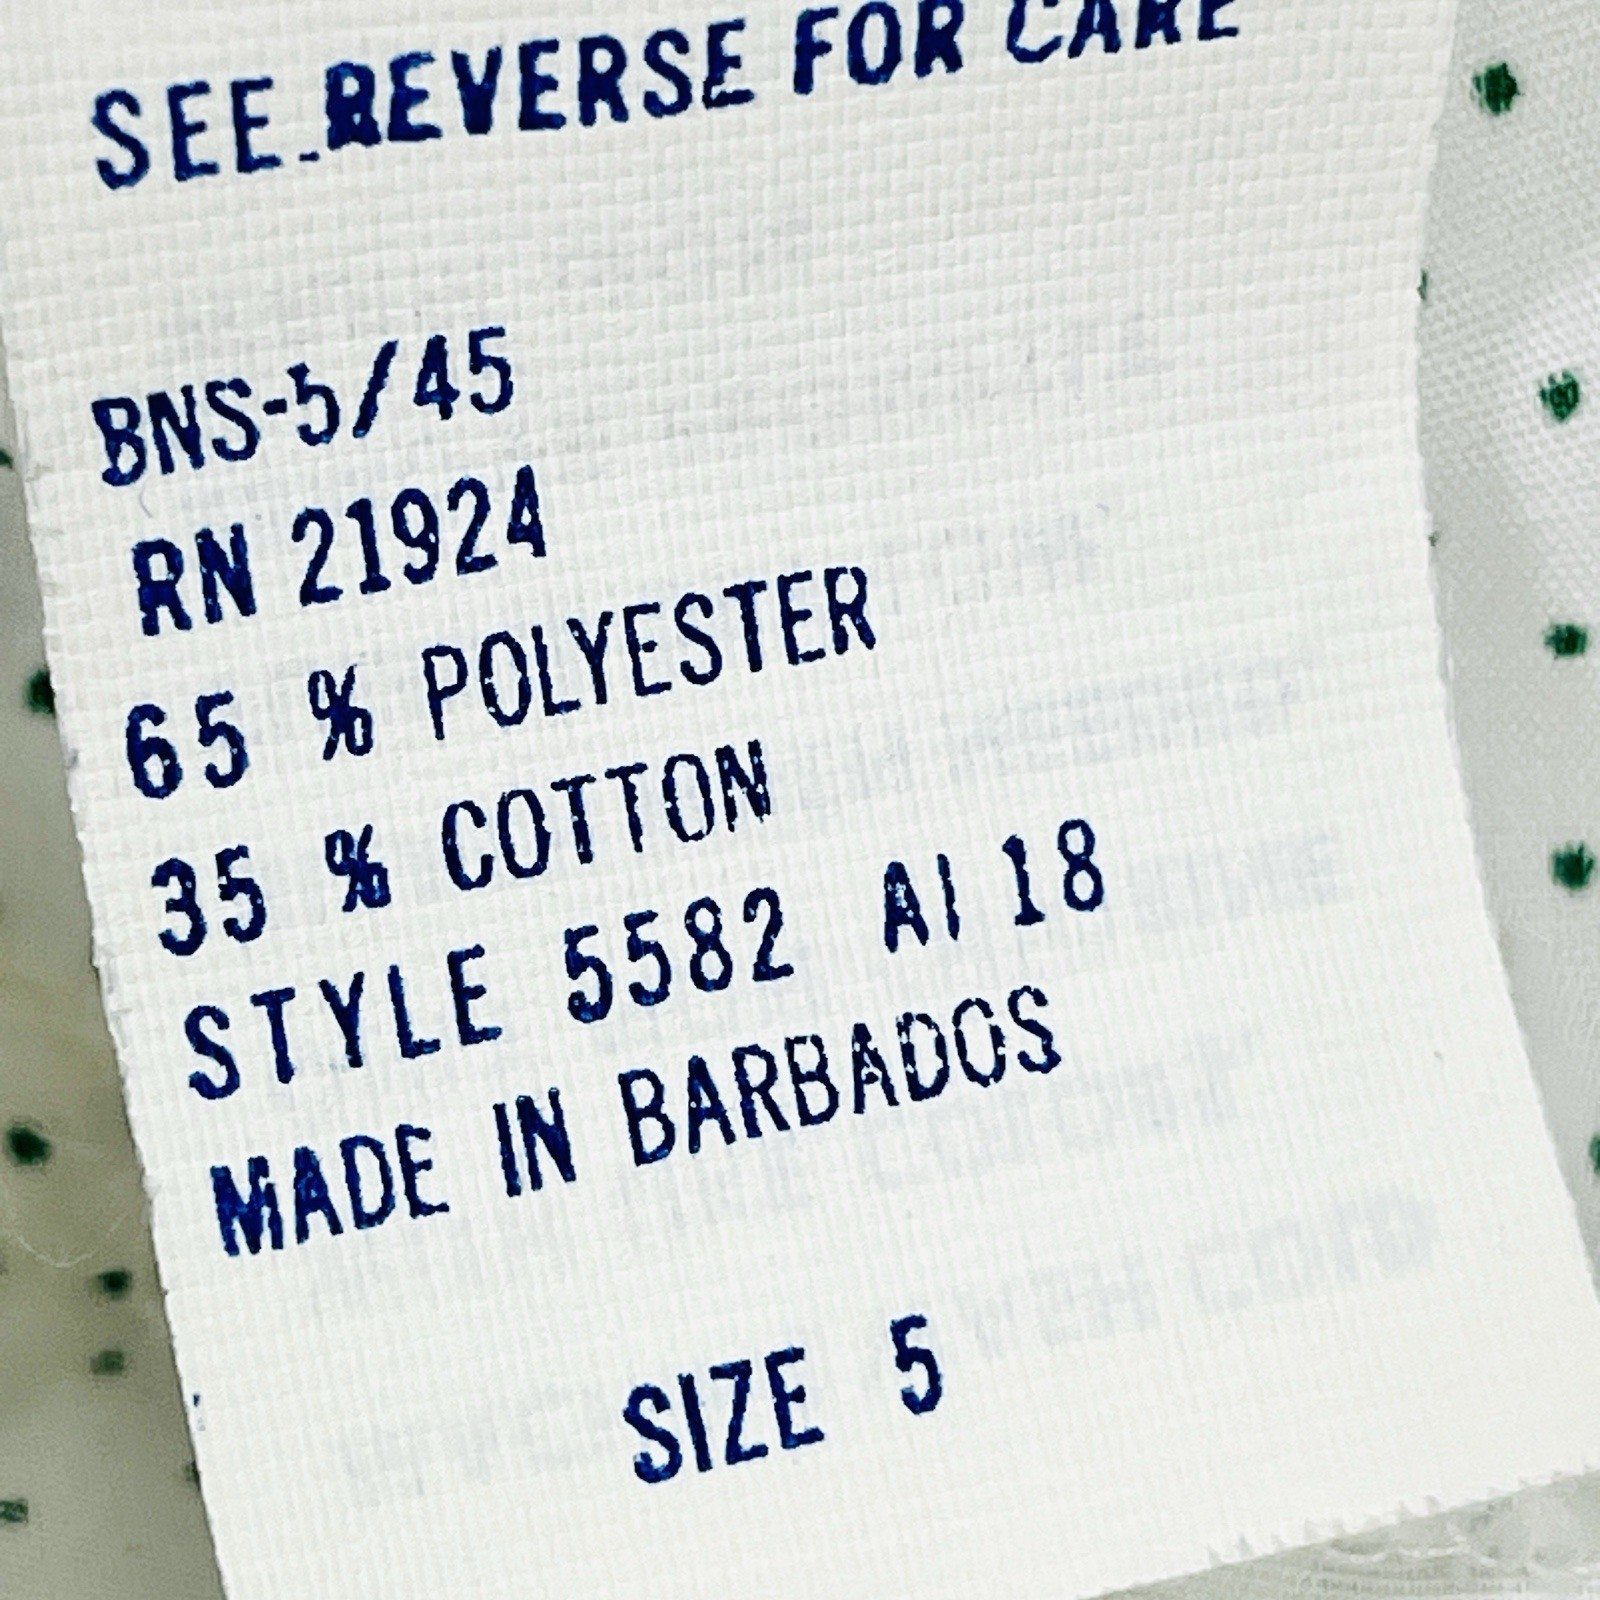 SEE REVERSE FOR CARE
BNS-5/45
RN 21924
65 % POLYESTER
35 % COTTON
STYLE 5582 AI 18
MADE IN BARBADOS
SIZE 5